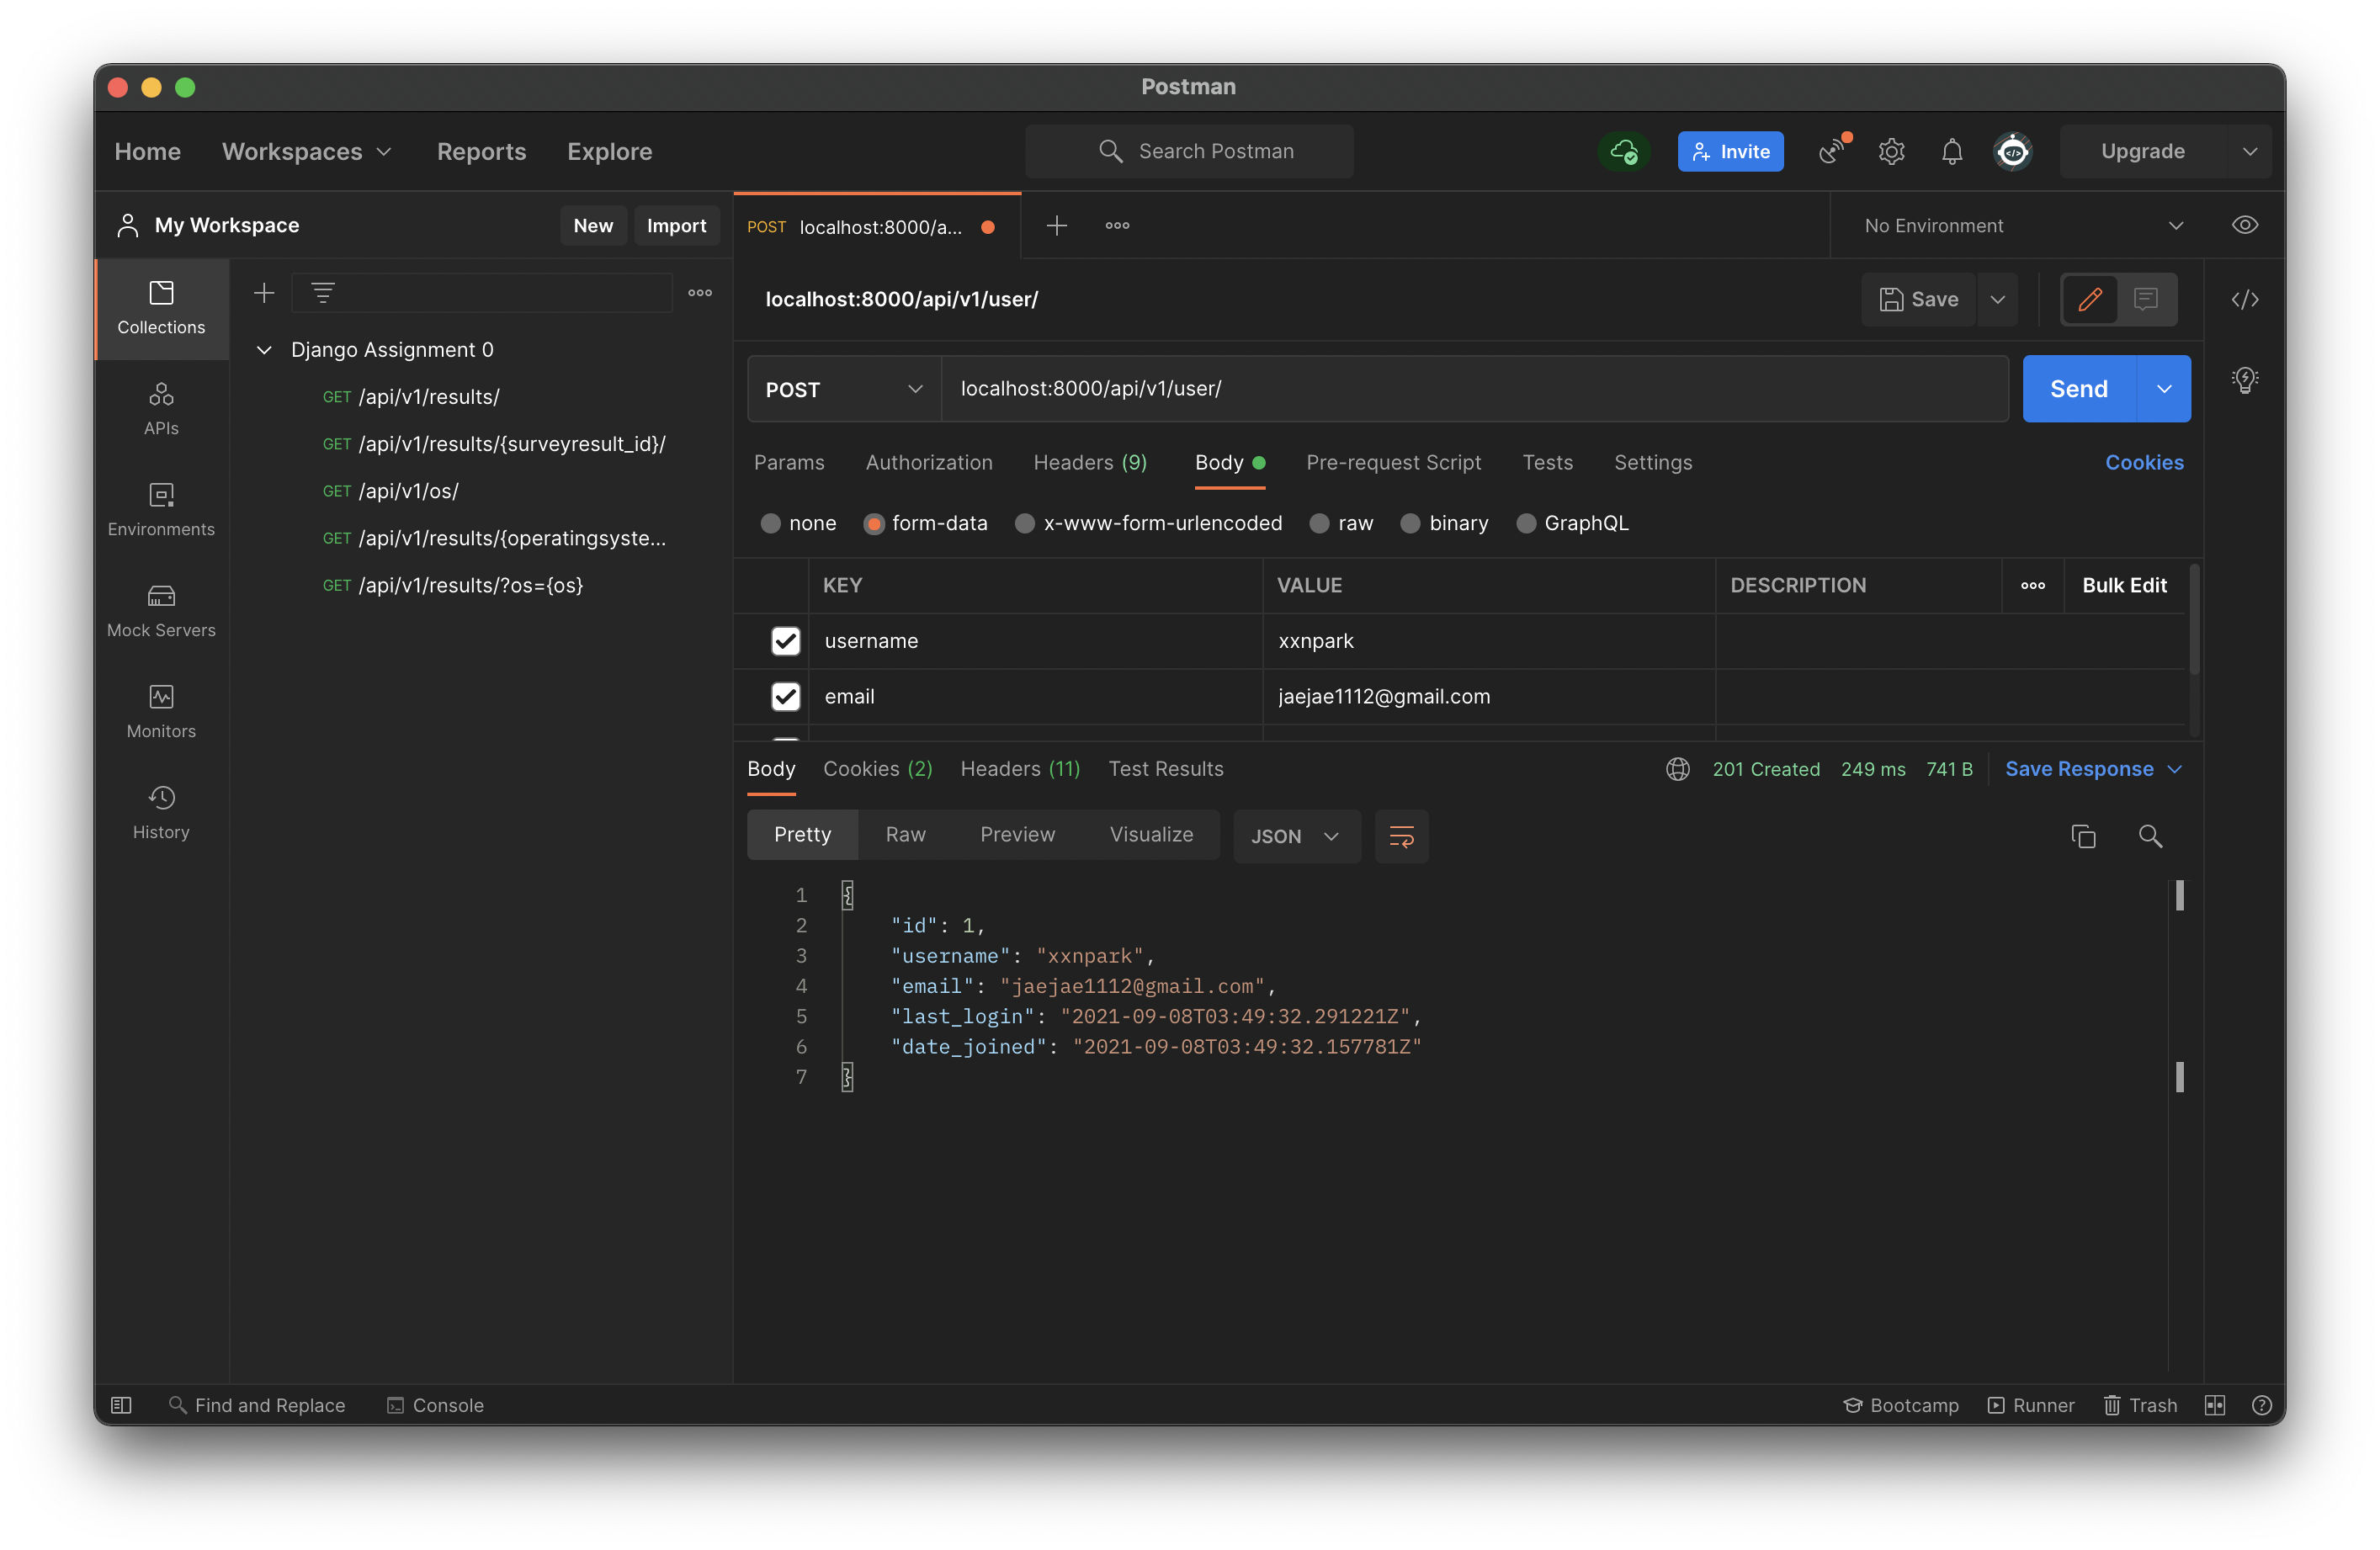 Postman
Home Workspaces Reports Explore Search Postman Invite Upgrade
My Workspace New Import POST localhost:8000/a... No Environment
Collections
APIs
Environments
Mock Servers
Monitors
History
Django Assignment 0
GET /api/v1/results/
GET /api/v1/results/{surveyresult_id}/
GET /api/v1/os/
GET /api/v1/results/{operatingsyste...
GET /api/v1/results/?os={os}
localhost:8000/api/v1/user/ Save
POST localhost:8000/api/v1/user/ Send
Params Authorization Headers (9) Body Pre-request Script Tests Settings Cookies
none form-data x-www-form-urlencoded raw binary GraphQL
KEY VALUE DESCRIPTION Bulk Edit
username xxnpark
email jaejae1112@gmail.com
Body Cookies (2) Headers (11) Test Results 201 Created 249 ms 741 B Save Response
Pretty Raw Preview Visualize JSON
1 {
2 "id": 1,
3 "username": "xxnpark",
4 "email": "jaejae1112@gmail.com",
5 "last_login": "2021-09-08T03:49:32.291221Z",
6 "date_joined": "2021-09-08T03:49:32.157781Z"
7 }
Find and Replace Console Bootcamp Runner Trash